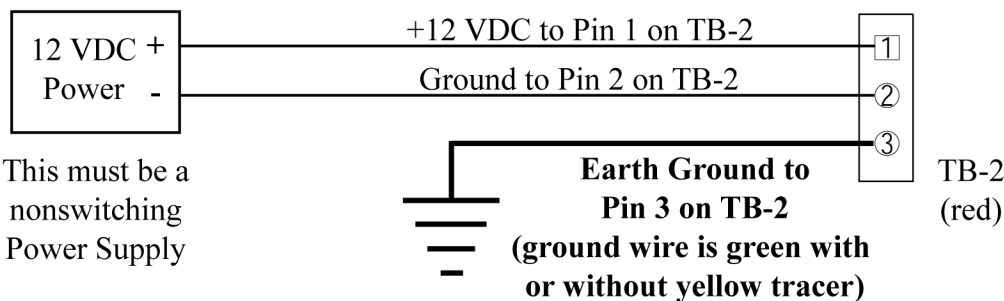 +12 VDC to Pin 1 on TB-2
12 VDC +
Power -
1
Ground to Pin 2 on TB-2
2
3
This must be a
nonswitching
Power Supply
Earth Ground to
Pin 3 on TB-2
(ground wire is green with
or without yellow tracer)
TB-2
(red)